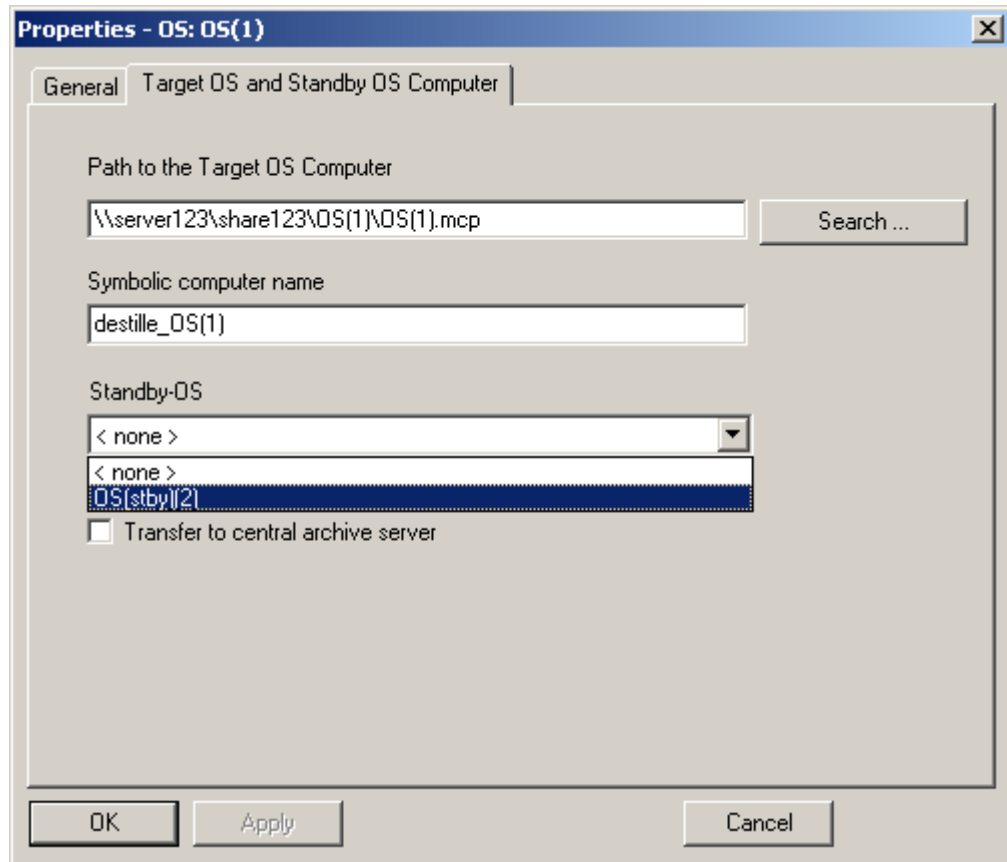 Properties - OS: OS(1)
General
Target OS and Standby OS Computer
Path to the Target OS Computer
\\server123\share123\OS(1)\OS(1).mcp
Search ...
Symbolic computer name
destille_OS(1)
Standby-OS
< none >
< none >
OS(stby)(2)
Transfer to central archive server
OK
Apply
Cancel